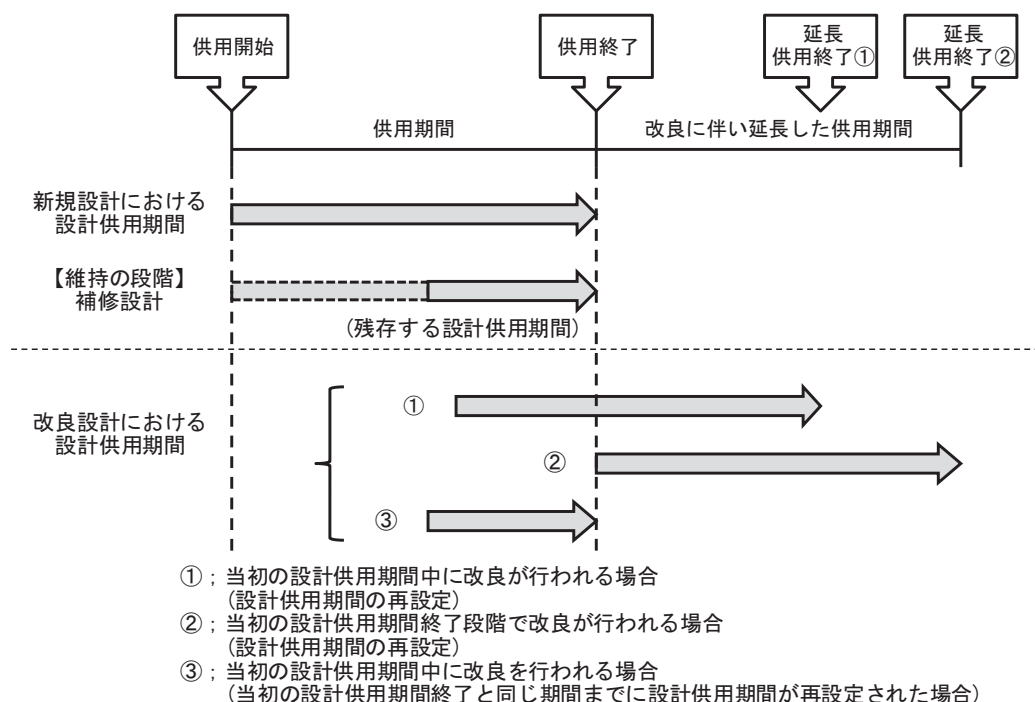 供用開始
供用終了
延長
供用終了①
延長
供用終了②
供用期間
改良に伴い延長した供用期間
新規設計における
設計供用期間
【維持の段階】
補修設計
(残存する設計供用期間)
改良設計における
設計供用期間
①
②
③
①；当初の設計供用期間中に改良が行われる場合
(設計供用期間の再設定)
②；当初の設計供用期間終了段階で改良が行われる場合
(設計供用期間の再設定)
③；当初の設計供用期間中に改良を行われる場合
(当初の設計供用期間終了と同じ期間までに設計供用期間が再設定された場合)